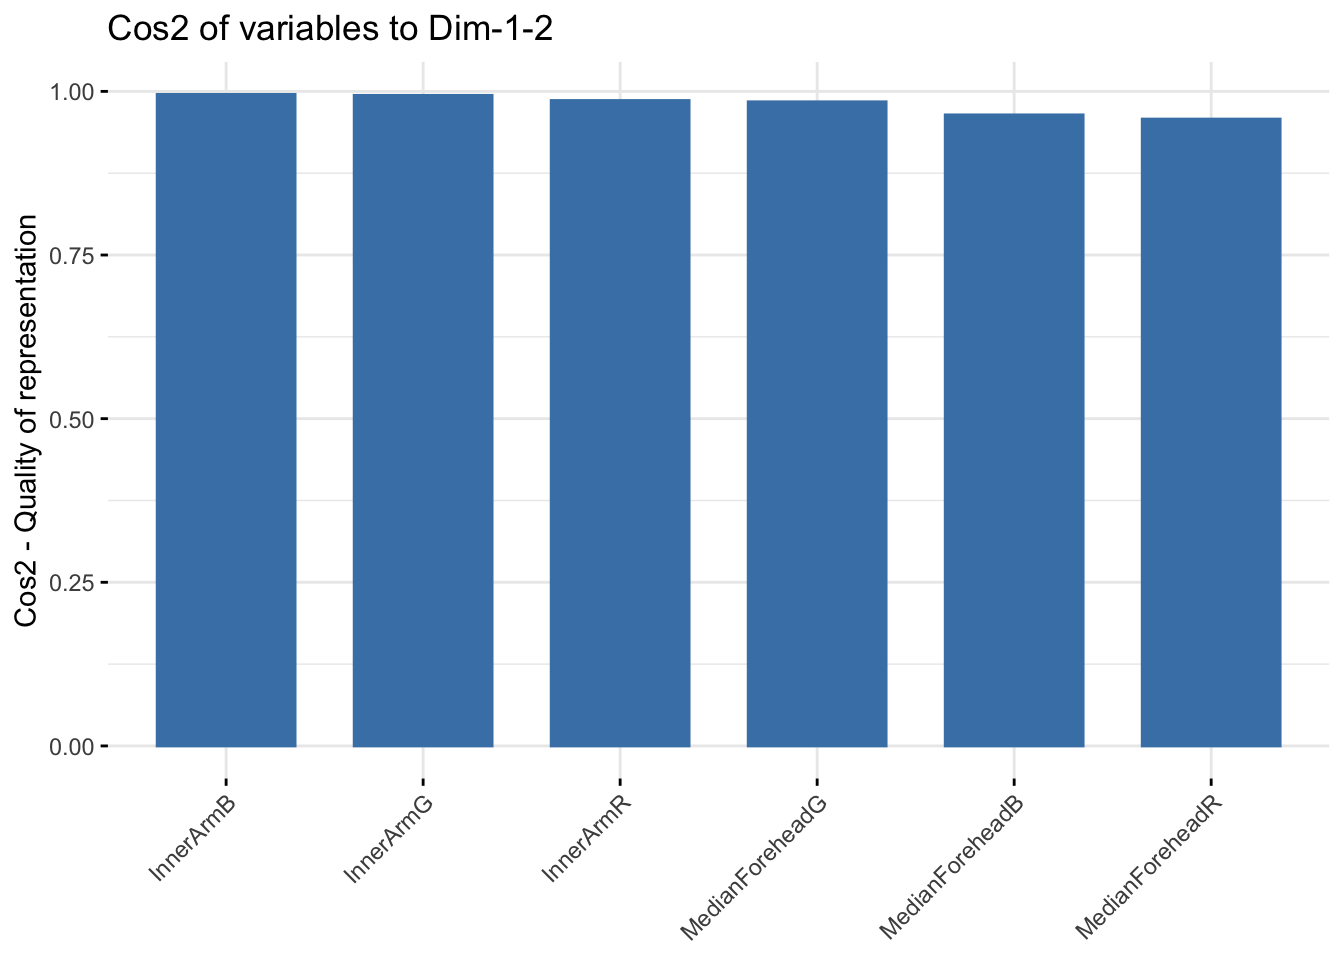 Cos2 of variables to Dim-1-2
Cos2 - Quality of representation
1.00
0.75
0.50
0.25
0.00
InnerArmB
InnerArmG
InnerArmR
MedianForeheadG
MedianForeheadB
MedianForeheadR